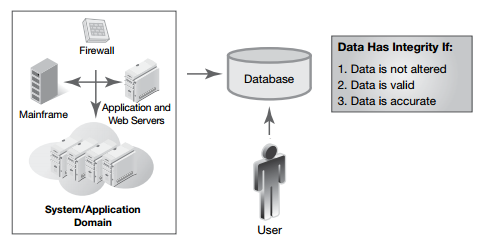 Firewall
Mainframe
Application and
Web Servers
System/Application
Domain
Database
User
Data Has Integrity If:
1. Data is not altered
2. Data is valid
3. Data is accurate